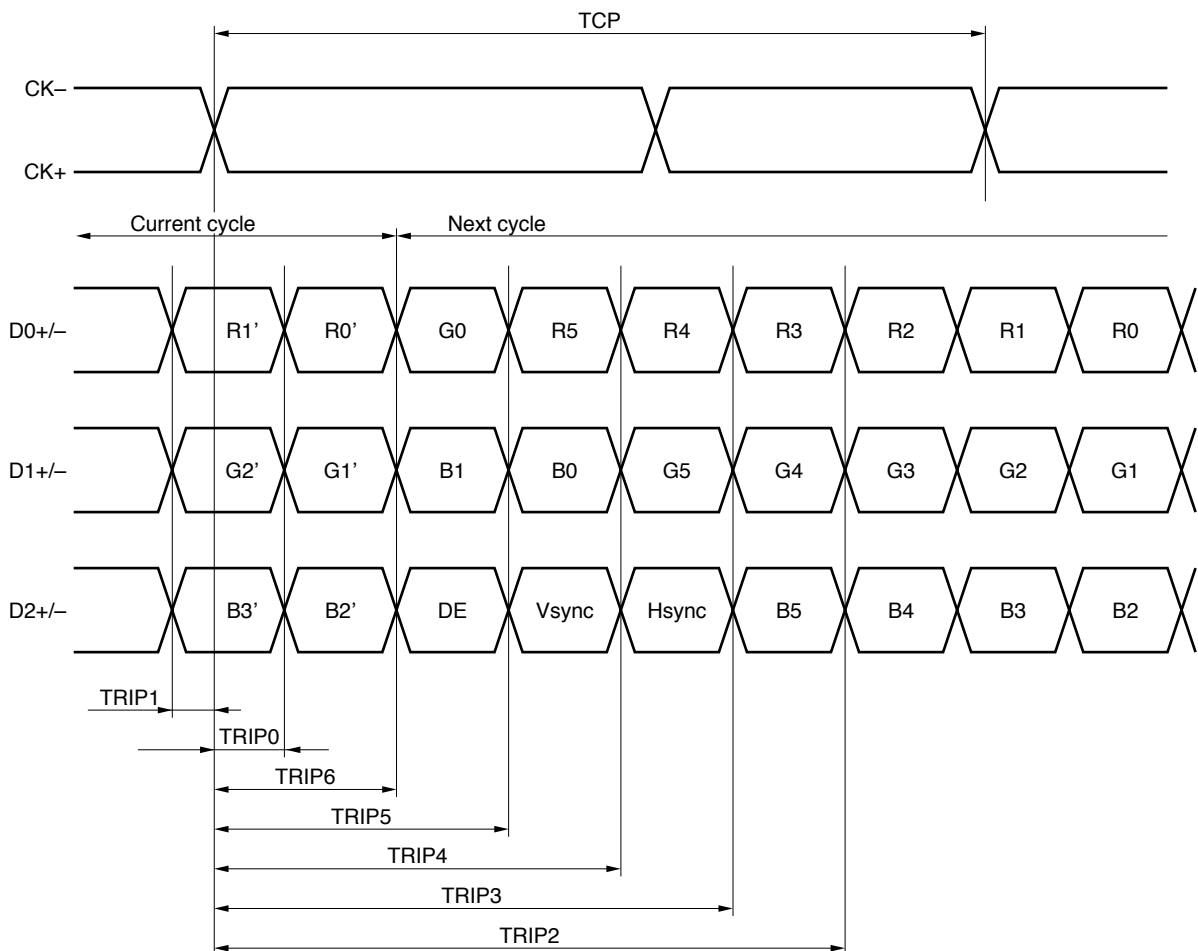 TCP
CK–
CK+
Current cycle Next cycle
D0+/– R1’ R0’ G0 R5 R4 R3 R2 R1 R0
D1+/– G2’ G1’ B1 B0 G5 G4 G3 G2 G1
D2+/– B3’ B2’ DE Vsync Hsync B5 B4 B3 B2
TRIP1
TRIP0
TRIP6
TRIP5
TRIP4
TRIP3
TRIP2